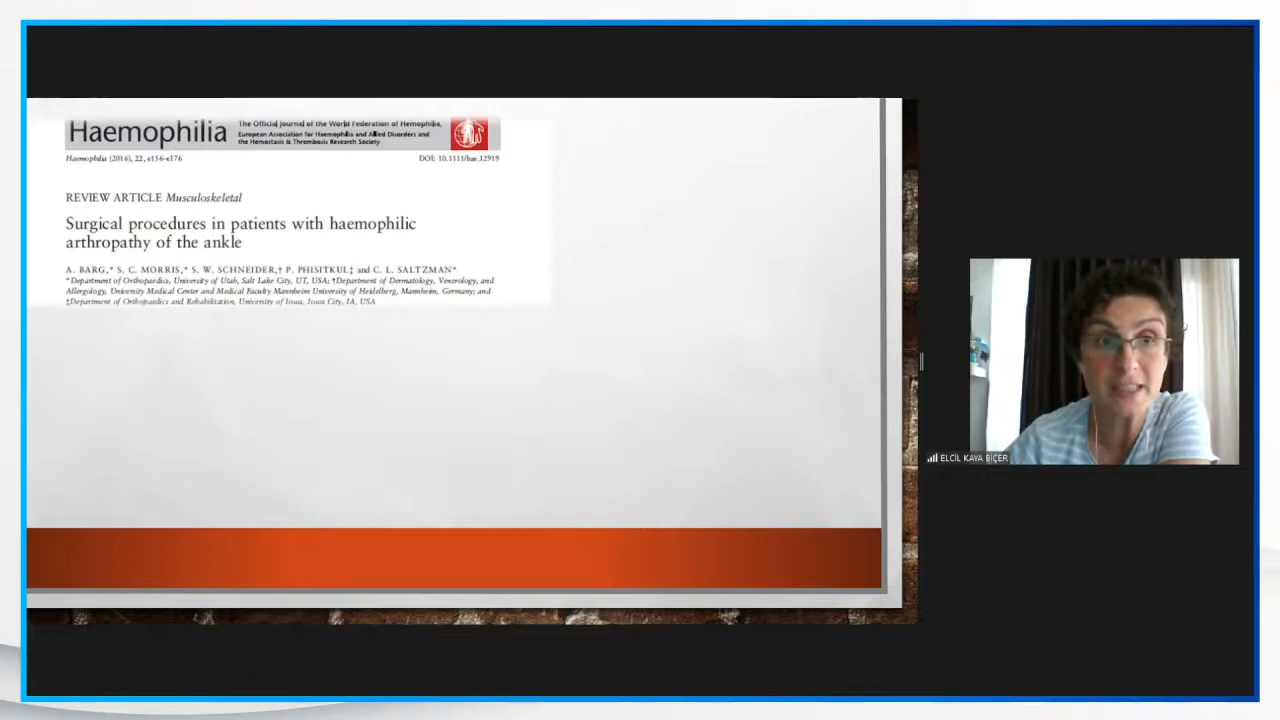 Haemophilia
The Official Journal of the World Federation of Hemophilia,
European Association for Haemophilia and Allied Disorders and
the Hemostasis & Thrombosis Research Society
Haemophilia (2016), 22, e156-e176
DOI: 10.1111/hae.12919
REVIEW ARTICLE Musculoskeletal
Surgical procedures in patients with haemophilic
arthropathy of the ankle
A. BARG,* S. C. MORRIS,* S. W. SCHNEIDER,† P. PHISITKUL‡ and C. L. SALTZMAN*
*Department of Orthopaedics, University of Utah, Salt Lake City, UT, USA; †Department of Dermatology, Venerology, and
Allergology, University Medical Center and Medical Faculty Mannheim University of Heidelberg, Mannheim, Germany; and
‡Department of Orthopaedics and Rehabilitation, University of Iowa, Iowa City, IA, USA
ELCİL KAYA BİÇER